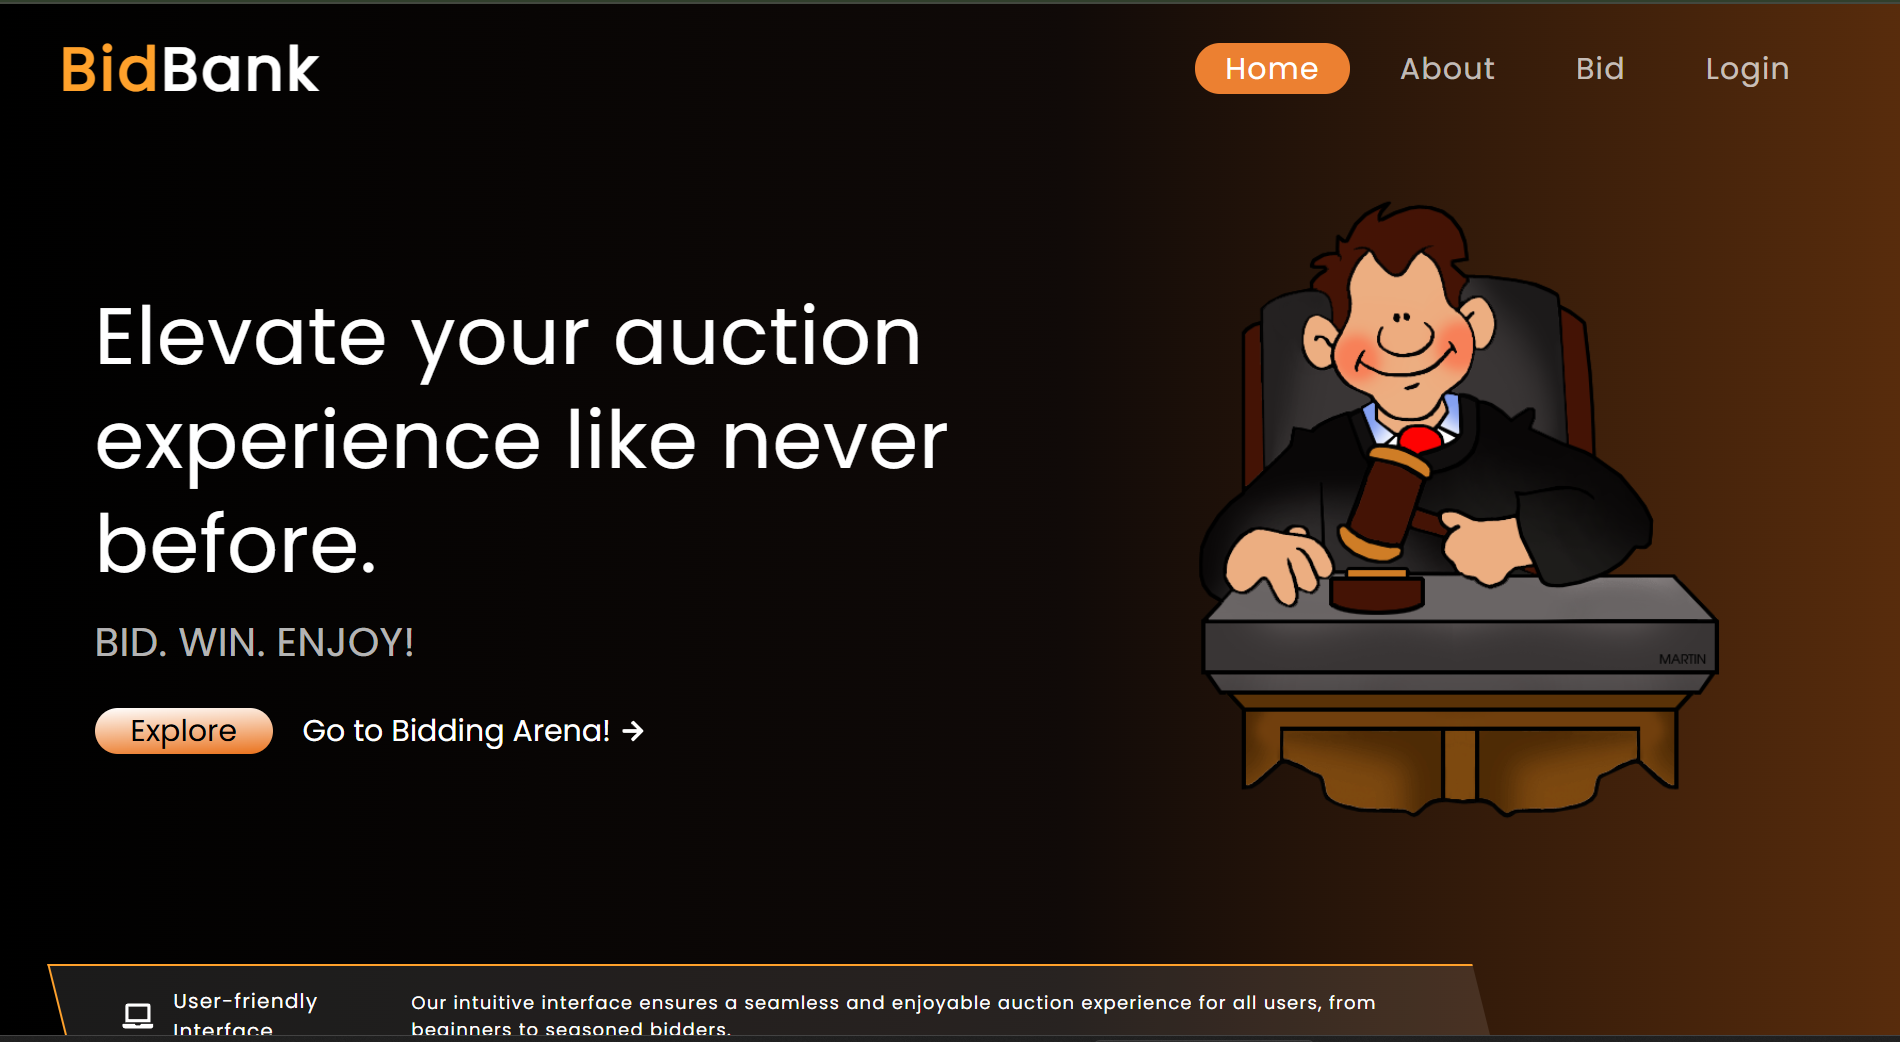 BidBank
Home
About
Bid
Login
Elevate your auction
experience like never
before.
BID. WIN. ENJOY!
Explore
Go to Bidding Arena!
MARTIN
User-friendly
Interface
Our intuitive interface ensures a seamless and enjoyable auction experience for all users, from
beginners to seasoned bidders.